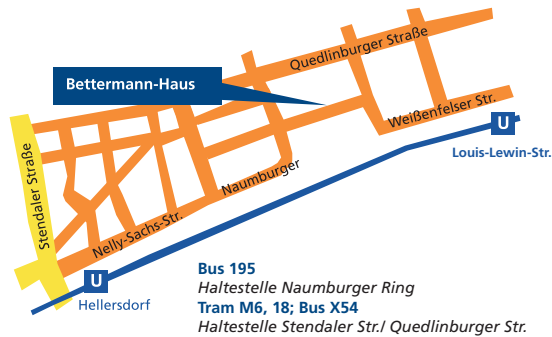 Quedlinburger Straße
Bettermann-Haus
Weißenfelser Str.
U
Louis-Lewin-Str.
Stendaler Straße
Naumburger
Nelly-Sachs-Str.
U
Hellersdorf
Bus 195
Haltestelle Naumburger Ring
Tram M6, 18; Bus X54
Haltestelle Stendaler Str./ Quedlinburger Str.